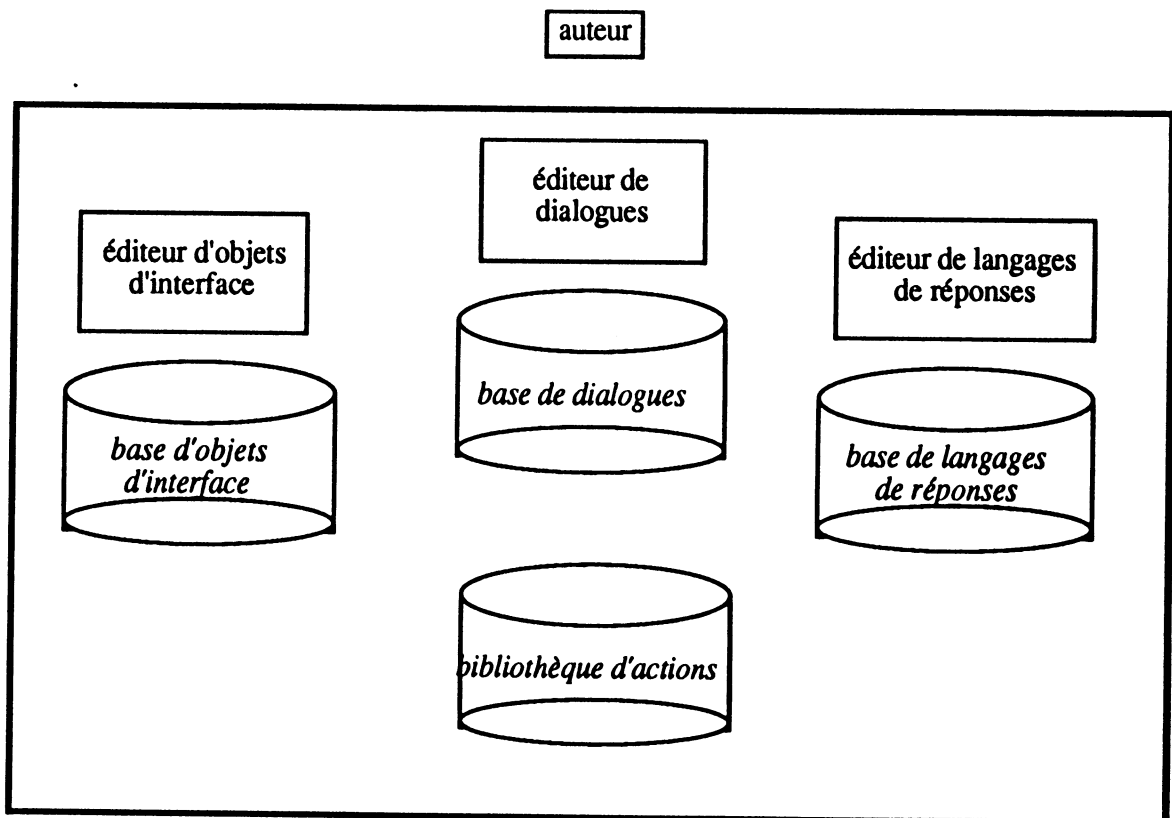 auteur
éditeur de
dialogues
éditeur d'objets
d'interface
éditeur de langages
de réponses
base de dialogues
base d'objets
d'interface
base de langages
de réponses
bibliothèque d'actions